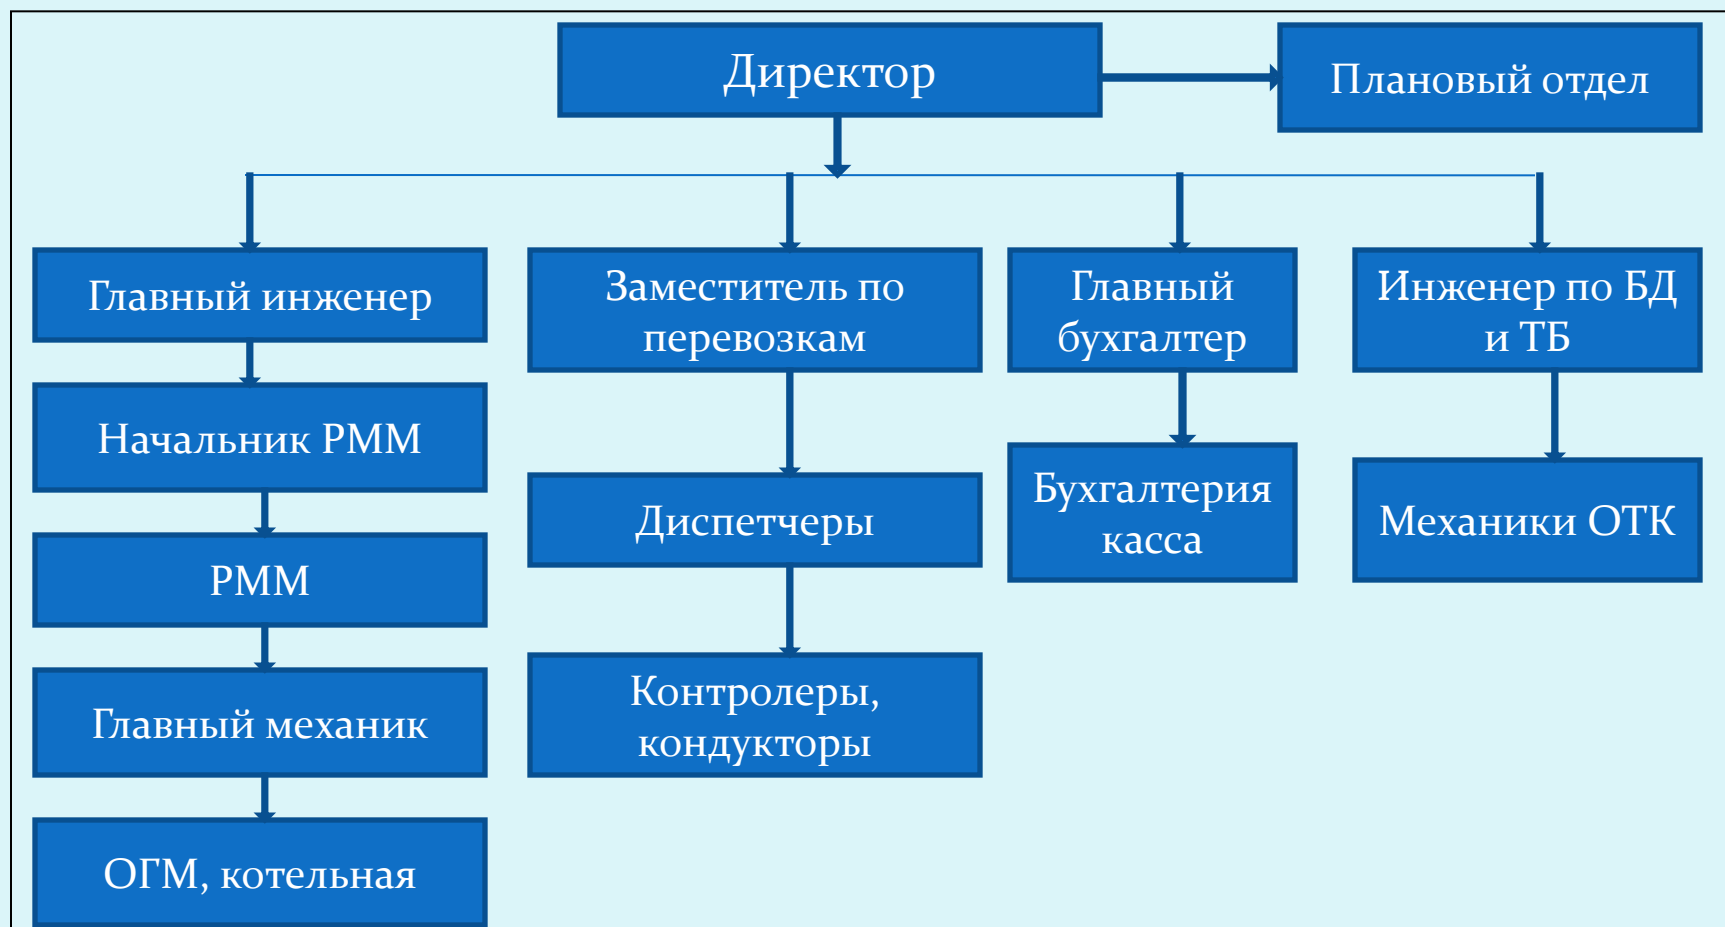 Директор
Плановый отдел
Главный инженер
Заместитель по
перевозкам
Главный
бухгалтер
Инженер по БД
и ТБ
Начальник РММ
Бухгалтерия
касса
Диспетчеры
Механики ОТК
РММ
Контролеры,
кондукторы
Главный механик
ОГМ, котельная